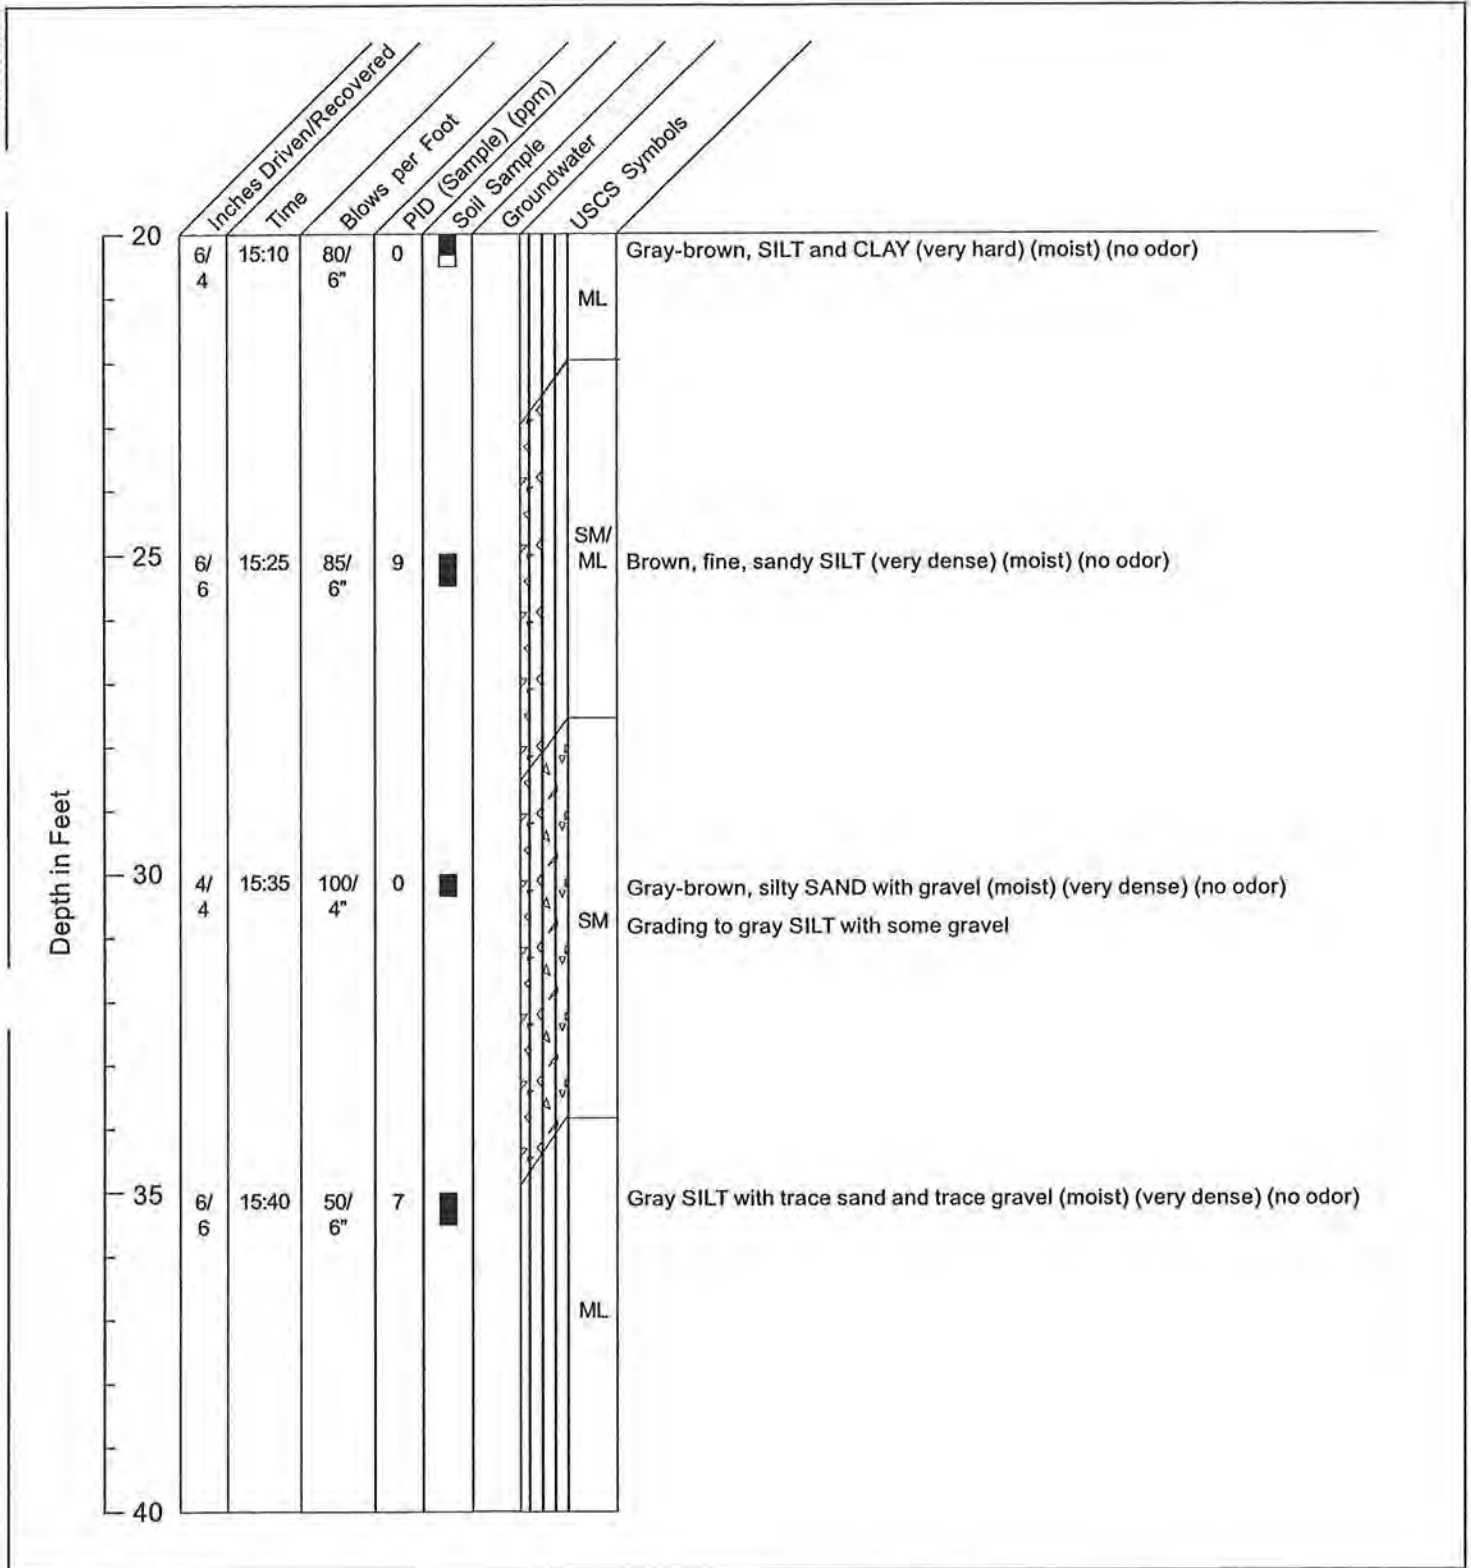 Inches Driven/Recovered
Time
Blows per Foot
PID (Sample) (ppm)
Soil Sample
Groundwater
USCS Symbols
Depth in Feet
20
6/
4
15:10
80/
6"
0
ML
Gray-brown, SILT and CLAY (very hard) (moist) (no odor)
25
6/
6
15:25
85/
6"
9
SM/
ML
Brown, fine, sandy SILT (very dense) (moist) (no odor)
30
4/
4
15:35
100/
4"
0
SM
Gray-brown, silty SAND with gravel (moist) (very dense) (no odor)
Grading to gray SILT with some gravel
35
6/
6
15:40
50/
6"
7
Gray SILT with trace sand and trace gravel (moist) (very dense) (no odor)
ML
40